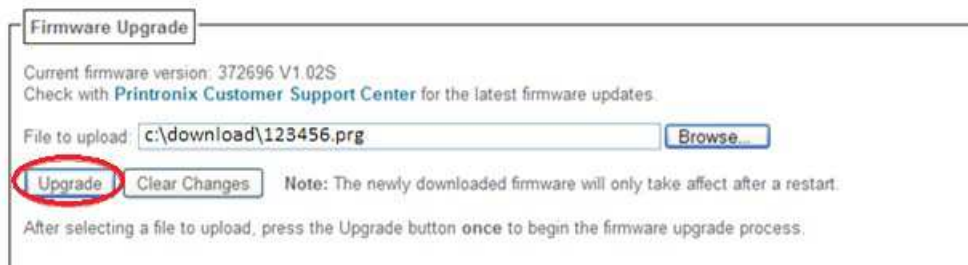 Firmware Upgrade
Current firmware version: 372696 V1.02S
Check with Printronix Customer Support Center for the latest firmware updates.
File to upload: c:\download\123456.prg Browse...
Upgrade Clear Changes Note: The newly downloaded firmware will only take affect after a restart.
After selecting a file to upload, press the Upgrade button once to begin the firmware upgrade process.